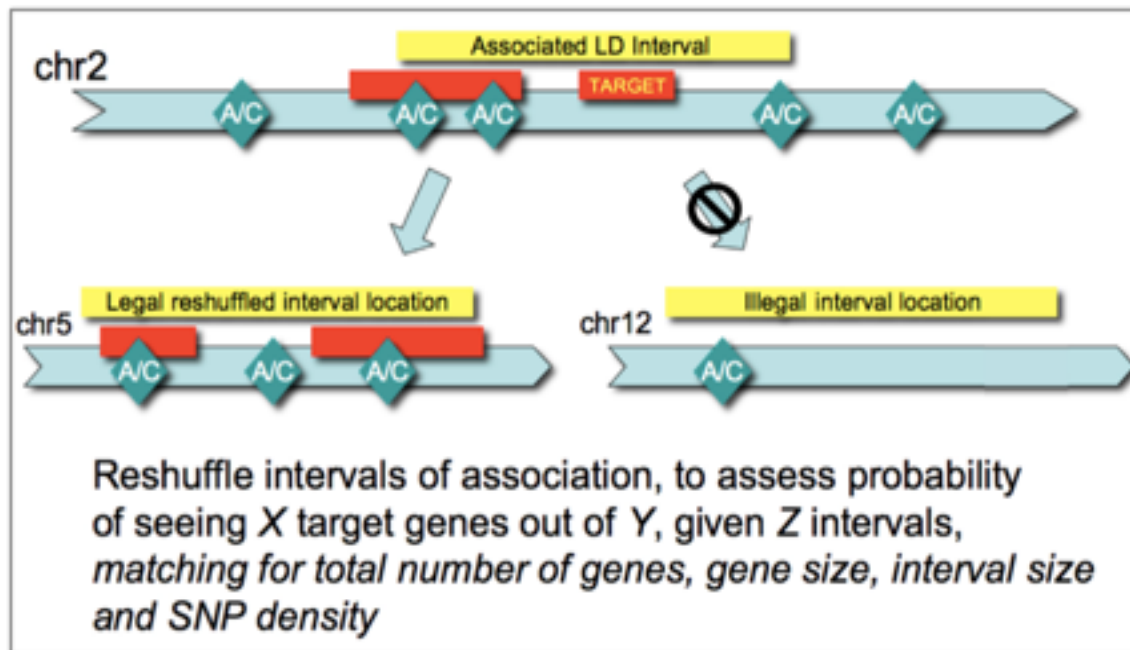 Associated LD Interval
chr2
TARGET
A/C A/C A/C A/C A/C
Legal reshuffled interval location
Illegal interval location
chr5
chr12
A/C A/C A/C
A/C
Reshuffle intervals of association, to assess probability
of seeing X target genes out of Y, given Z intervals,
matching for total number of genes, gene size, interval size
and SNP density